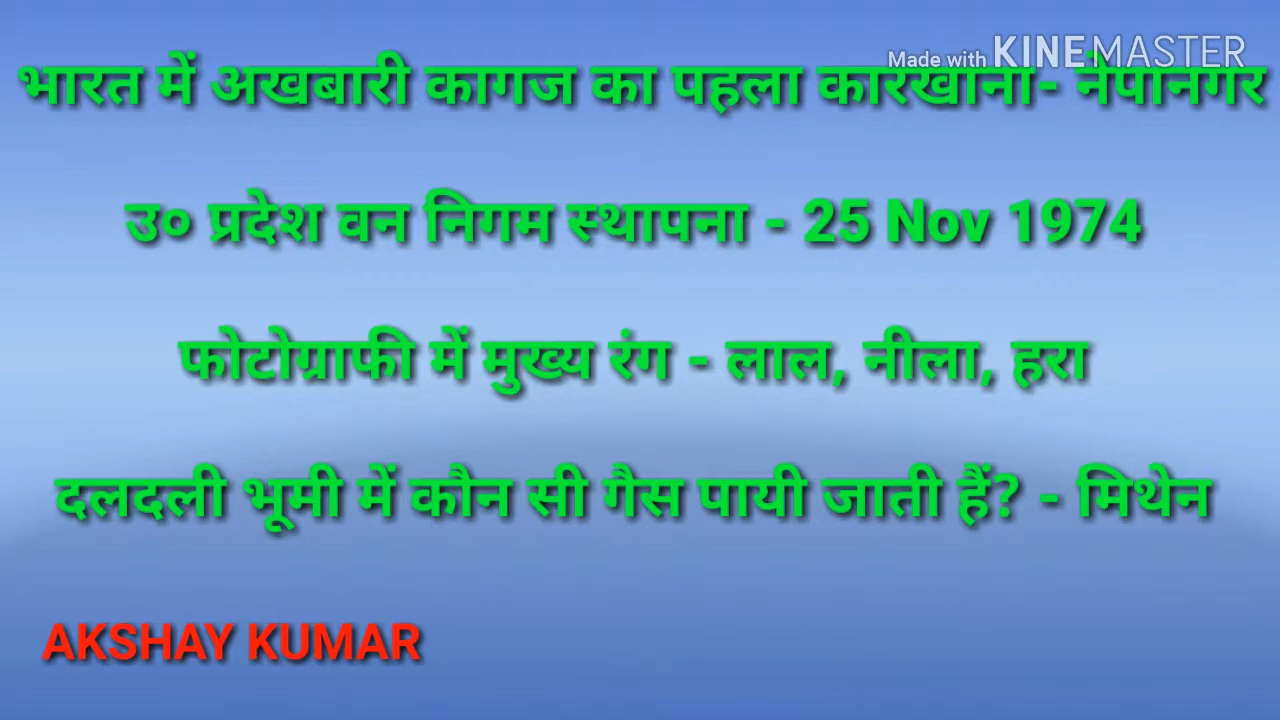 Made with KINEMASTER
भारत में अखबारी कागज का पहला कारखाना- नेपानगर
उ० प्रदेश वन निगम स्थापना - 25 Nov 1974
फोटोग्राफी में मुख्य रंग - लाल, नीला, हरा
दलदली भूमी में कौन सी गैस पायी जाती हैं? - मिथेन
AKSHAY KUMAR